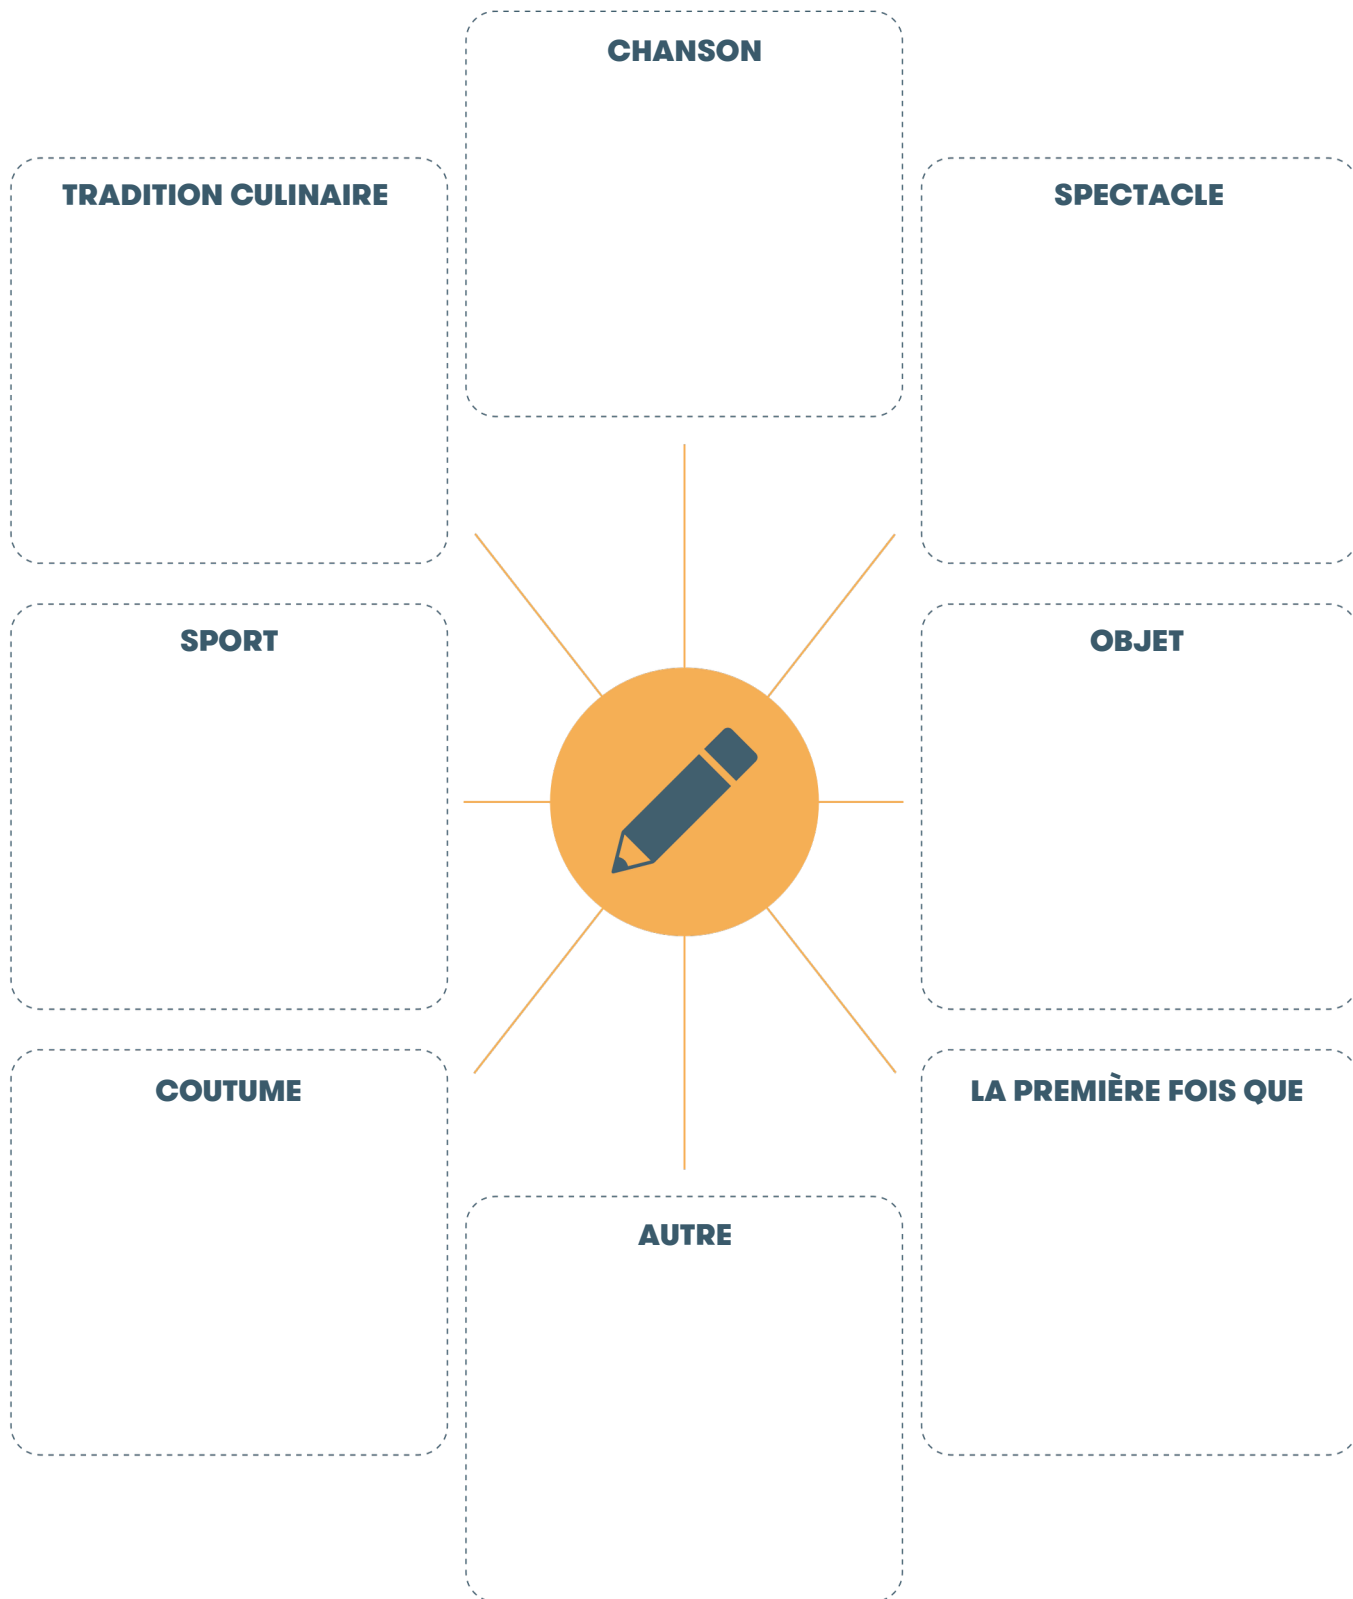 CHANSON
TRADITION CULINAIRE
SPECTACLE
SPORT
OBJET
COUTUME
LA PREMIÈRE FOIS QUE
AUTRE